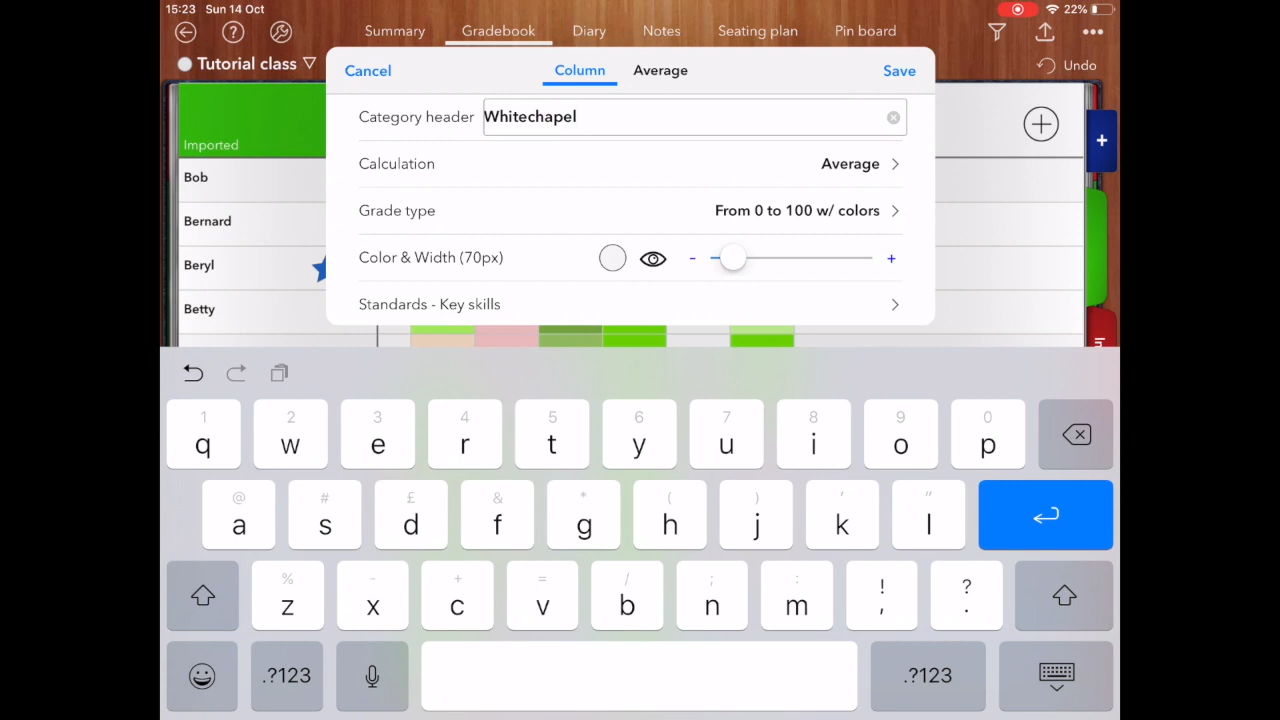 15:23 Sun 14 Oct 22%
? Summary Gradebook Diary Notes Seating plan Pin board
Tutorial class Undo
Cancel Column Average Save
Category header Whitechapel
Calculation Average
Grade type From 0 to 100 w/ colors
Color & Width (70px) - +
Standards - Key skills
Imported
Bob
Bernard
Beryl
Betty
+
1 2 3 4 5 6 7 8 9 0
q w e r t y u i o p
@ # £ & * ( ) ' "
a s d f g h j k l
% - + = / ; : ! ?
z x c v b n m , .
.?123 .?123